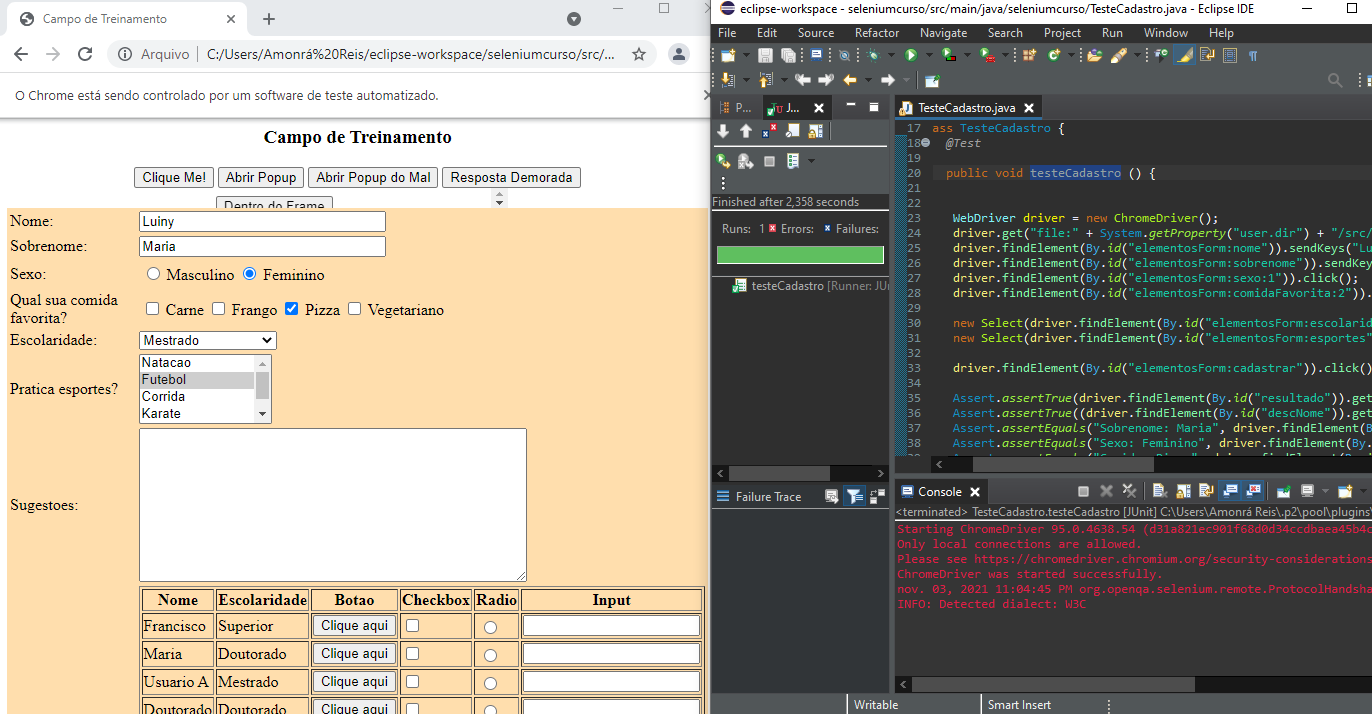 Campo de Treinamento
Arquivo
C:/Users/Amonrá%20Reis/eclipse-workspace/seleniumcurso/src/...
O Chrome está sendo controlado por um software de teste automatizado.
Campo de Treinamento
Clique Me! Abrir Popup Abrir Popup do Mal Resposta Demorada
Dentro do Frame
Nome: Luiny
Sobrenome: Maria
Sexo: Masculino Feminino
Qual sua comida favorita? Carne Frango Pizza Vegetariano
Escolaridade: Mestrado
Pratica esportes?
Natacao
Futebol
Corrida
Karate
Sugestoes:
Nome Escolaridade Botao Checkbox Radio Input
Francisco Superior Clique aqui
Maria Doutorado Clique aqui
Usuario A Mestrado Clique aqui
Doutorado Doutorado Clique aqui
eclipse-workspace - seleniumcurso/src/main/java/seleniumcurso/TesteCadastro.java - Eclipse IDE
File Edit Source Refactor Navigate Search Project Run Window Help
P... J...
Finished after 2,358 seconds
Runs: 1 Errors: Failures:
testeCadastro [Runner: JU
Failure Trace
TesteCadastro.java
17 ass TesteCadastro {
18 @Test
19
20 public void testeCadastro () {
21
22
23 WebDriver driver = new ChromeDriver();
24 driver.get("file:" + System.getProperty("user.dir") + "/src/
25 driver.findElement(By.id("elementosForm:nome")).sendKeys("Lu
26 driver.findElement(By.id("elementosForm:sobrenome")).sendKey
27 driver.findElement(By.id("elementosForm:sexo:1")).click();
28 driver.findElement(By.id("elementosForm:comidaFavorita:2")).
29
30 new Select(driver.findElement(By.id("elementosForm:escolarid
31 new Select(driver.findElement(By.id("elementosForm:esportes"
32
33 driver.findElement(By.id("elementosForm:cadastrar")).click()
34
35 Assert.assertTrue(driver.findElement(By.id("resultado")).get
36 Assert.assertTrue((driver.findElement(By.id("descNome")).get
37 Assert.assertEquals("Sobrenome: Maria", driver.findElement(B
38 Assert.assertEquals("Sexo: Feminino", driver.findElement(By.
Console
<terminated> TesteCadastro.testeCadastro [JUnit] C:\Users\Amonrá Reis\.p2\pool\plugins\
Starting ChromeDriver 95.0.4638.54 (d31a821ec901f68d0d34ccdbaea45b4c
Only local connections are allowed.
Please see https://chromedriver.chromium.org/security-considerations
ChromeDriver was started successfully.
nov. 03, 2021 11:04:45 PM org.openqa.selenium.remote.ProtocolHandsha
INFO: Detected dialect: W3C
Writable Smart Insert